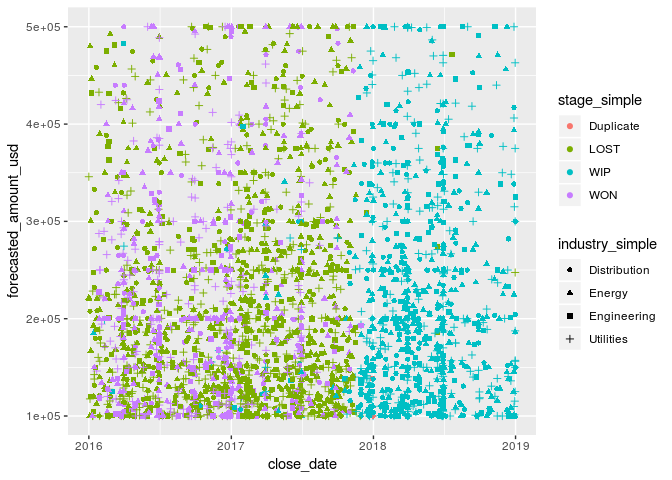 5e+05
4e+05
3e+05
2e+05
1e+05
forecasted_amount_usd
2016
2017
2018
2019
close_date
stage_simple
Duplicate
LOST
WIP
WON
industry_simple
Distribution
Energy
Engineering
Utilities